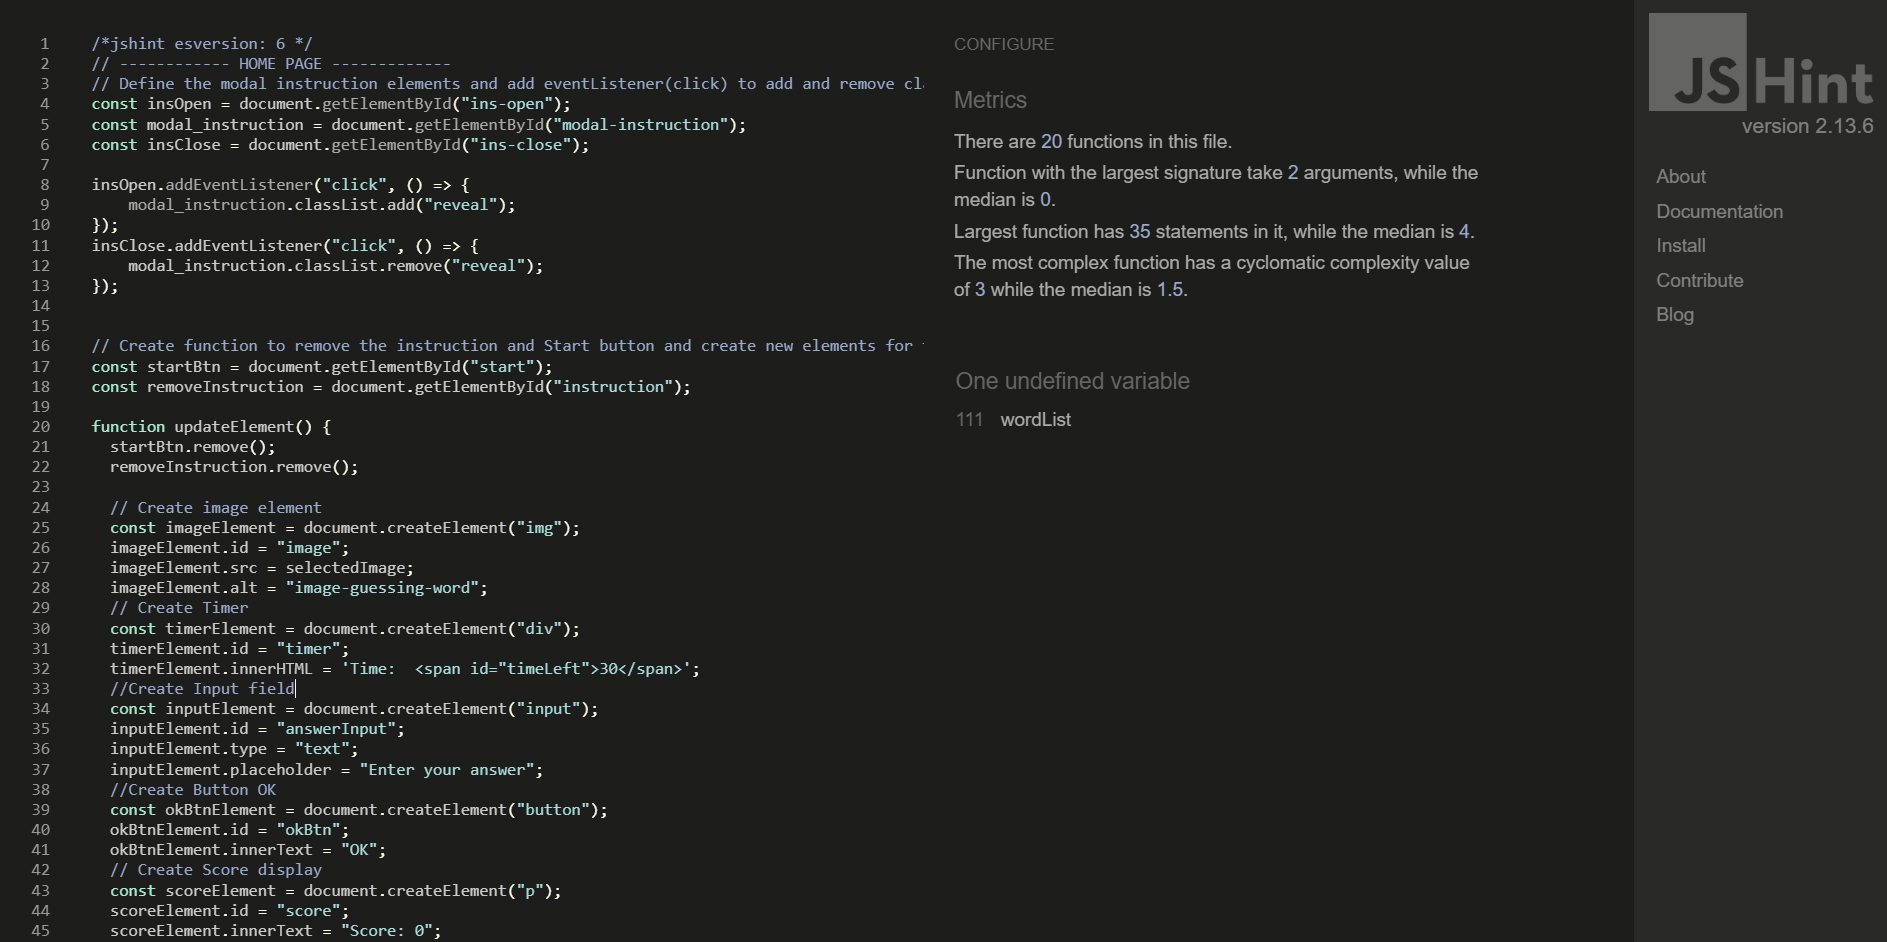 1 /*jshint esversion: 6 */
2 // ------------ HOME PAGE -------------
3 // Define the modal instruction elements and add eventListener(click) to add and remove
4 const insOpen = document.getElementById("ins-open");
5 const modal_instruction = document.getElementById("modal-instruction");
6 const insClose = document.getElementById("ins-close");
7
8 insOpen.addEventListener("click", () => {
9 modal_instruction.classList.add("reveal");
10 });
11 insClose.addEventListener("click", () => {
12 modal_instruction.classList.remove("reveal");
13 });
14
15
16 // Create function to remove the instruction and Start button and create new elements for
17 const startBtn = document.getElementById("start");
18 const removeInstruction = document.getElementById("instruction");
19
20 function updateElement() {
21 startBtn.remove();
22 removeInstruction.remove();
23
24 // Create image element
25 const imageElement = document.createElement("img");
26 imageElement.id = "image";
27 imageElement.src = selectedImage;
28 imageElement.alt = "image-guessing-word";
29 // Create Timer
30 const timerElement = document.createElement("div");
31 timerElement.id = "timer";
32 timerElement.innerHTML = 'Time:  <span id="timeLeft">30</span>';
33 //Create Input field
34 const inputElement = document.createElement("input");
35 inputElement.id = "answerInput";
36 inputElement.type = "text";
37 inputElement.placeholder = "Enter your answer";
38 //Create Button OK
39 const okBtnElement = document.createElement("button");
40 okBtnElement.id = "okBtn";
41 okBtnElement.innerText = "OK";
42 // Create Score display
43 const scoreElement = document.createElement("p");
44 scoreElement.id = "score";
45 scoreElement.innerText = "Score: 0";
CONFIGURE
Metrics
There are 20 functions in this file.
Function with the largest signature take 2 arguments, while the
median is 0.
Largest function has 35 statements in it, while the median is 4.
The most complex function has a cyclomatic complexity value
of 3 while the median is 1.5.
One undefined variable
111 wordList
JSHint
version 2.13.6
About
Documentation
Install
Contribute
Blog